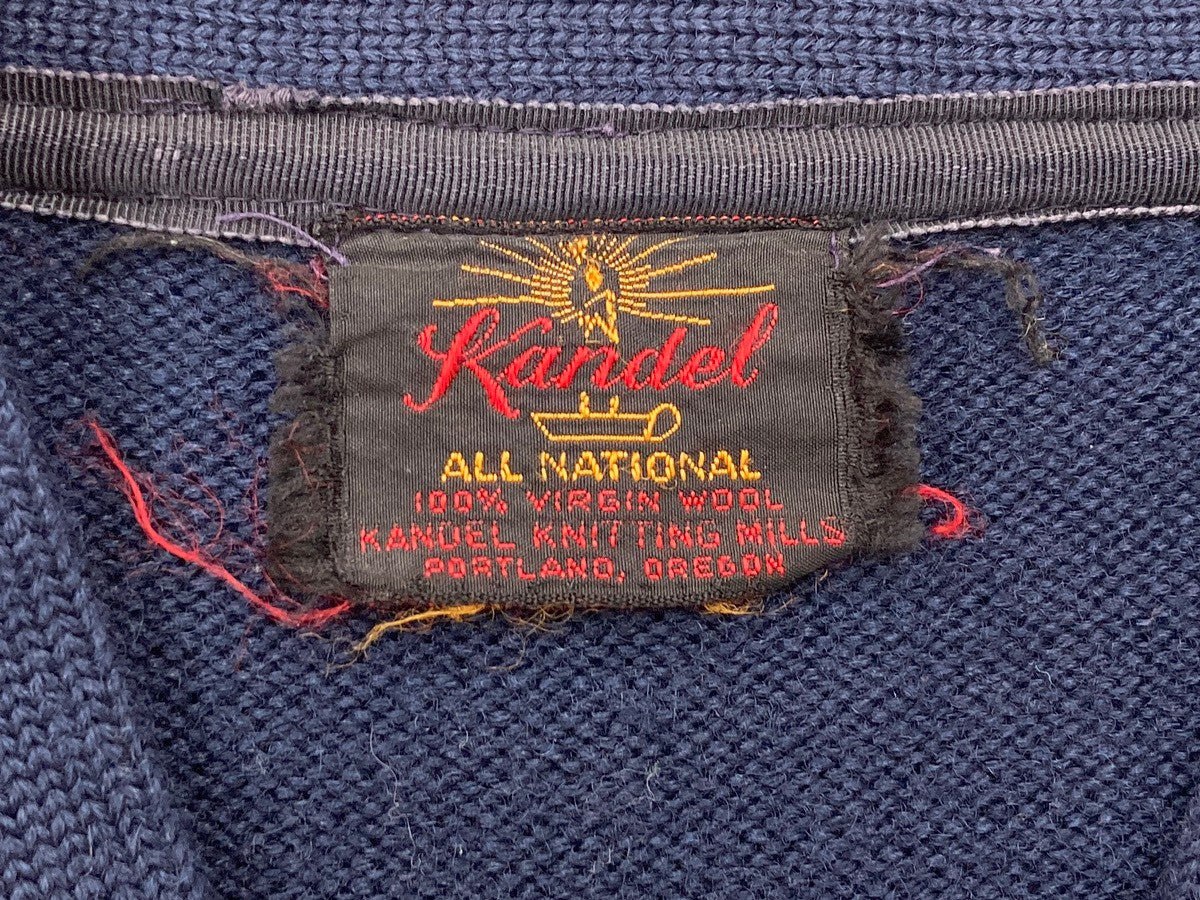 Kandel
ALL NATIONAL
100% VIRGIN WOOL
KANDEL KNITTING MILLS
PORTLAND, OREGON